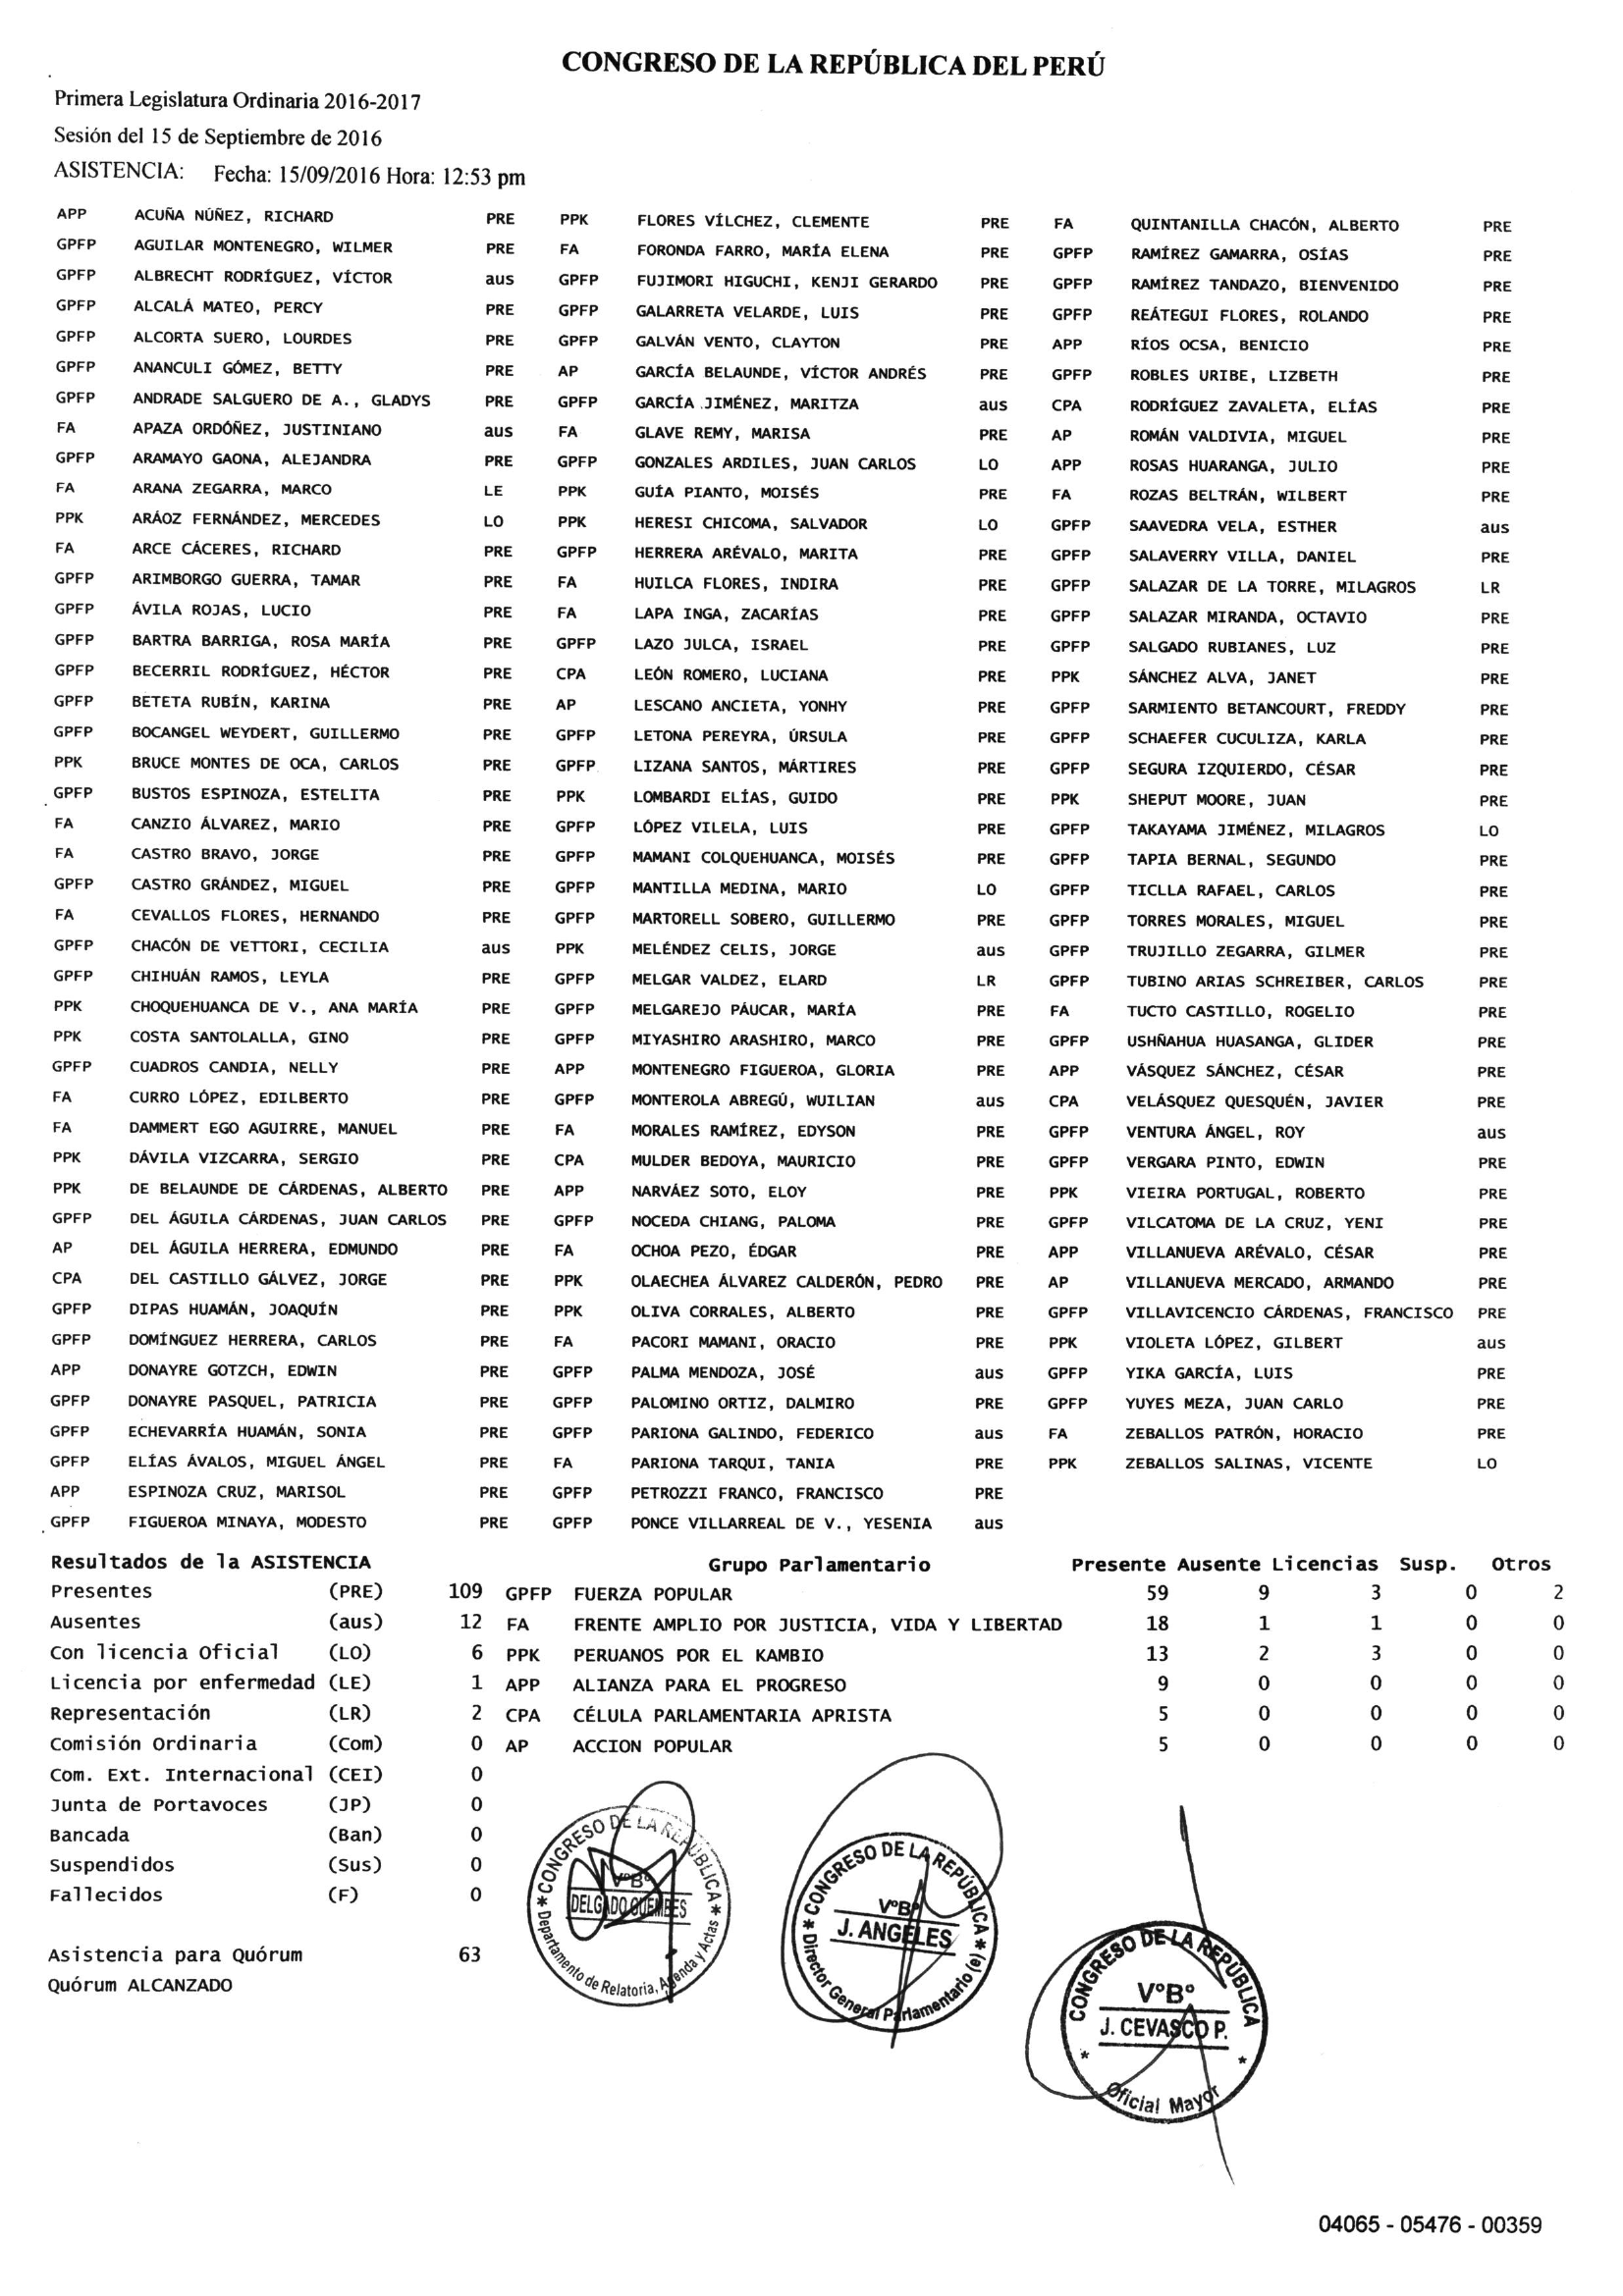 CONGRESO DE LA REPÚBLICA DEL PERÚ
Primera Legislatura Ordinaria 2016-2017
Sesión del 15 de Septiembre de 2016
ASISTENCIA: Fecha: 15/09/2016 Hora: 12:53 pm
APP ACUÑA NÚÑEZ, RICHARD PRE PPK FLORES VÍLCHEZ, CLEMENTE PRE FA QUINTANILLA CHACÓN, ALBERTO PRE
GPFP AGUILAR MONTENEGRO, WILMER PRE FA FORONDA FARRO, MARÍA ELENA PRE GPFP RAMÍREZ GAMARRA, OSÍAS PRE
GPFP ALBRECHT RODRÍGUEZ, VÍCTOR aus GPFP FUJIMORI HIGUCHI, KENJI GERARDO PRE GPFP RAMÍREZ TANDAZO, BIENVENIDO PRE
GPFP ALCALÁ MATEO, PERCY PRE GPFP GALARRETA VELARDE, LUIS PRE GPFP REÁTEGUI FLORES, ROLANDO PRE
GPFP ALCORTA SUERO, LOURDES PRE GPFP GALVÁN VENTO, CLAYTON PRE APP RÍOS OCSA, BENICIO PRE
GPFP ANANCULI GÓMEZ, BETTY PRE AP GARCÍA BELAUNDE, VÍCTOR ANDRÉS PRE GPFP ROBLES URIBE, LIZBETH PRE
GPFP ANDRADE SALGUERO DE A., GLADYS PRE GPFP GARCÍA JIMÉNEZ, MARITZA aus CPA RODRÍGUEZ ZAVALETA, ELÍAS PRE
FA APAZA ORDÓÑEZ, JUSTINIANO aus FA GLAVE REMY, MARISA PRE AP ROMÁN VALDIVIA, MIGUEL PRE
GPFP ARAMAYO GAONA, ALEJANDRA PRE GPFP GONZALES ARDILES, JUAN CARLOS LO APP ROSAS HUARANGA, JULIO PRE
FA ARANA ZEGARRA, MARCO LE PPK GUÍA PIANTO, MOISÉS PRE FA ROZAS BELTRÁN, WILBERT PRE
PPK ARÁOZ FERNÁNDEZ, MERCEDES LO PPK HERESI CHICOMA, SALVADOR LO GPFP SAAVEDRA VELA, ESTHER aus
FA ARCE CÁCERES, RICHARD PRE GPFP HERRERA ARÉVALO, MARITA PRE GPFP SALAVERRY VILLA, DANIEL PRE
GPFP ARIMBORGO GUERRA, TAMAR PRE FA HUILCA FLORES, INDIRA PRE GPFP SALAZAR DE LA TORRE, MILAGROS LR
GPFP ÁVILA ROJAS, LUCIO PRE FA LAPA INGA, ZACARÍAS PRE GPFP SALAZAR MIRANDA, OCTAVIO PRE
GPFP BARTRA BARRIGA, ROSA MARÍA PRE GPFP LAZO JULCA, ISRAEL PRE GPFP SALGADO RUBIANES, LUZ PRE
GPFP BECERRIL RODRÍGUEZ, HÉCTOR PRE CPA LEÓN ROMERO, LUCIANA PRE PPK SÁNCHEZ ALVA, JANET PRE
GPFP BETETA RUBÍN, KARINA PRE AP LESCANO ANCIETA, YONHY PRE GPFP SARMIENTO BETANCOURT, FREDDY PRE
GPFP BOCANGEL WEYDERT, GUILLERMO PRE GPFP LETONA PEREYRA, ÚRSULA PRE GPFP SCHAEFER CUCULIZA, KARLA PRE
PPK BRUCE MONTES DE OCA, CARLOS PRE GPFP LIZANA SANTOS, MÁRTIRES PRE GPFP SEGURA IZQUIERDO, CÉSAR PRE
GPFP BUSTOS ESPINOZA, ESTELITA PRE PPK LOMBARDI ELÍAS, GUIDO PRE PPK SHEPUT MOORE, JUAN PRE
FA CANZIO ÁLVAREZ, MARIO PRE GPFP LÓPEZ VILELA, LUIS PRE GPFP TAKAYAMA JIMÉNEZ, MILAGROS LO
FA CASTRO BRAVO, JORGE PRE GPFP MAMANI COLQUEHUANCA, MOISÉS PRE GPFP TAPIA BERNAL, SEGUNDO PRE
GPFP CASTRO GRÁNDEZ, MIGUEL PRE GPFP MANTILLA MEDINA, MARIO LO GPFP TICLLA RAFAEL, CARLOS PRE
FA CEVALLOS FLORES, HERNANDO PRE GPFP MARTORELL SOBERO, GUILLERMO PRE GPFP TORRES MORALES, MIGUEL PRE
GPFP CHACÓN DE VETTORI, CECILIA aus PPK MELÉNDEZ CELIS, JORGE aus GPFP TRUJILLO ZEGARRA, GILMER PRE
GPFP CHIHUÁN RAMOS, LEYLA PRE GPFP MELGAR VALDEZ, ELARD LR GPFP TUBINO ARIAS SCHREIBER, CARLOS PRE
PPK CHOQUEHUANCA DE V., ANA MARÍA PRE GPFP MELGAREJO PÁUCAR, MARÍA PRE FA TUCTO CASTILLO, ROGELIO PRE
PPK COSTA SANTOLALLA, GINO PRE GPFP MIYASHIRO ARASHIRO, MARCO PRE GPFP USHÑAHUA HUASANGA, GLIDER PRE
GPFP CUADROS CANDIA, NELLY PRE APP MONTENEGRO FIGUEROA, GLORIA PRE APP VÁSQUEZ SÁNCHEZ, CÉSAR PRE
FA CURRO LÓPEZ, EDILBERTO PRE GPFP MONTEROLA ABREGÚ, WUILIAN aus CPA VELÁSQUEZ QUESQUÉN, JAVIER PRE
FA DAMMERT EGO AGUIRRE, MANUEL PRE FA MORALES RAMÍREZ, EDYSON PRE GPFP VENTURA ÁNGEL, ROY aus
PPK DÁVILA VIZCARRA, SERGIO PRE CPA MULDER BEDOYA, MAURICIO PRE GPFP VERGARA PINTO, EDWIN PRE
PPK DE BELAUNDE DE CÁRDENAS, ALBERTO PRE APP NARVÁEZ SOTO, ELOY PRE PPK VIEIRA PORTUGAL, ROBERTO PRE
GPFP DEL ÁGUILA CÁRDENAS, JUAN CARLOS PRE GPFP NOCEDA CHIANG, PALOMA PRE GPFP VILCATOMA DE LA CRUZ, YENI PRE
AP DEL ÁGUILA HERRERA, EDMUNDO PRE FA OCHOA PEZO, ÉDGAR PRE APP VILLANUEVA ARÉVALO, CÉSAR PRE
CPA DEL CASTILLO GÁLVEZ, JORGE PRE PPK OLAECHEA ÁLVAREZ CALDERÓN, PEDRO PRE AP VILLANUEVA MERCADO, ARMANDO PRE
GPFP DIPAS HUAMÁN, JOAQUÍN PRE PPK OLIVA CORRALES, ALBERTO PRE GPFP VILLAVICENCIO CÁRDENAS, FRANCISCO PRE
GPFP DOMÍNGUEZ HERRERA, CARLOS PRE FA PACORI MAMANI, ORACIO PRE PPK VIOLETA LÓPEZ, GILBERT aus
APP DONAYRE GOTZCH, EDWIN PRE GPFP PALMA MENDOZA, JOSÉ aus GPFP YIKA GARCÍA, LUIS PRE
GPFP DONAYRE PASQUEL, PATRICIA PRE GPFP PALOMINO ORTIZ, DALMIRO PRE GPFP YUYES MEZA, JUAN CARLO PRE
GPFP ECHEVARRÍA HUAMÁN, SONIA PRE GPFP PARIONA GALINDO, FEDERICO aus FA ZEBALLOS PATRÓN, HORACIO PRE
GPFP ELÍAS ÁVALOS, MIGUEL ÁNGEL PRE FA PARIONA TARQUI, TANIA PRE PPK ZEBALLOS SALINAS, VICENTE LO
APP ESPINOZA CRUZ, MARISOL PRE GPFP PETROZZI FRANCO, FRANCISCO PRE
GPFP FIGUEROA MINAYA, MODESTO PRE GPFP PONCE VILLARREAL DE V., YESENIA aus
Resultados de la ASISTENCIA Grupo Parlamentario Presente Ausente Licencias Susp. Otros
Presentes (PRE) 109 GPFP FUERZA POPULAR 59 9 3 0 2
Ausentes (aus) 12 FA FRENTE AMPLIO POR JUSTICIA, VIDA Y LIBERTAD 18 1 1 0 0
Con licencia Oficial (LO) 6 PPK PERUANOS POR EL KAMBIO 13 2 3 0 0
Licencia por enfermedad (LE) 1 APP ALIANZA PARA EL PROGRESO 9 0 0 0 0
Representación (LR) 2 CPA CÉLULA PARLAMENTARIA APRISTA 5 0 0 0 0
Comisión Ordinaria (Com) 0 AP ACCION POPULAR 5 0 0 0 0
Com. Ext. Internacional (CEI) 0
Junta de Portavoces (JP) 0
Bancada (Ban) 0
Suspendidos (Sus) 0
Fallecidos (F) 0
Asistencia para Quórum 63
Quórum ALCANZADO
CONGRESO DE LA REPÚBLICA
V°B°
DELGADO GUEMBES
Departamento de Relatoria, Agenda y Actas
CONGRESO DE LA REPÚBLICA
V°B°
J. ANGELES
Director General Parlamentario (e)
CONGRESO DE LA REPÚBLICA
V°B°
J. CEVASCO P.
Oficial Mayor
04065 - 05476 - 00359